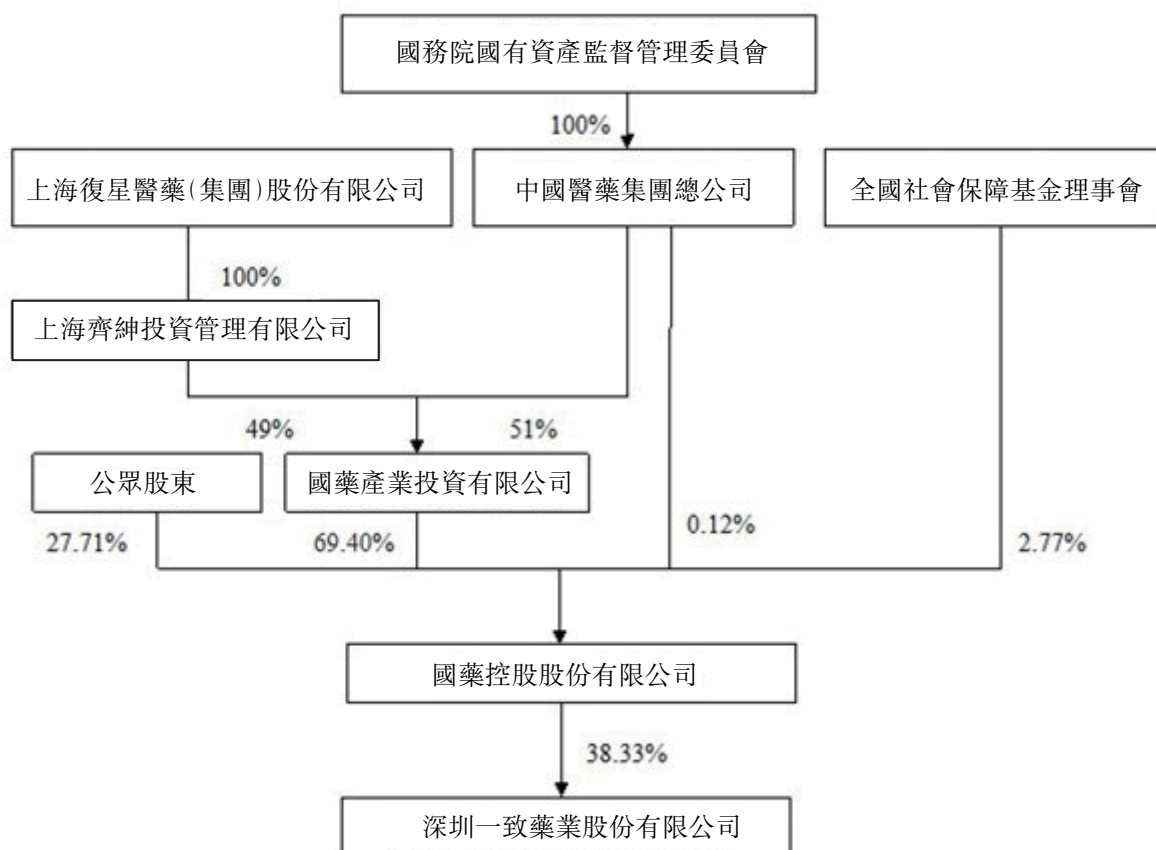 國務院國有資產監督管理委員會
100%
上海復星醫藥(集團)股份有限公司
中國醫藥集團總公司
全國社會保障基金理事會
100%
上海齊紳投資管理有限公司
49%
51%
公眾股東
國藥產業投資有限公司
27.71%
69.40%
0.12%
2.77%
國藥控股股份有限公司
38.33%
深圳一致藥業股份有限公司